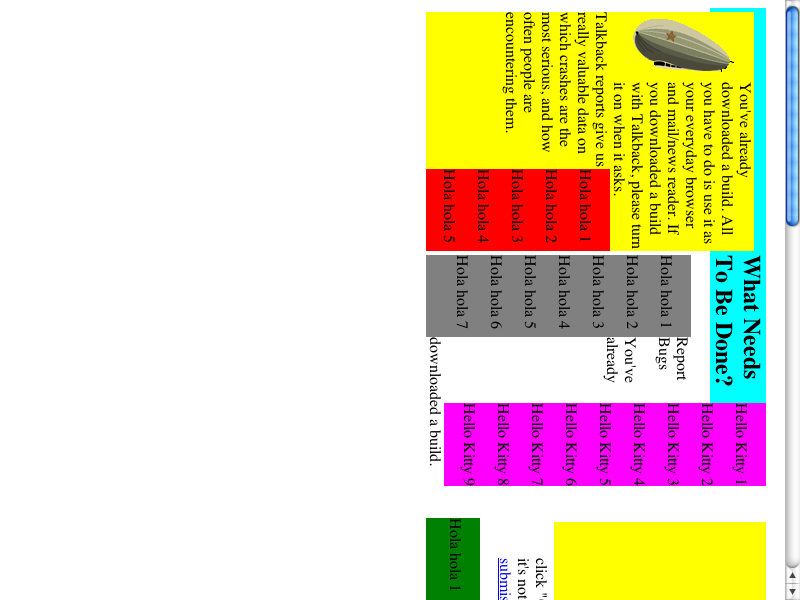 You've already
downloaded a build. All
you have to do is use it as
your everyday browser
and mail/news reader. If
you downloaded a build
with Talkback, please turn
it on when it asks.
Talkback reports give us
really valuable data on
which crashes are the
most serious, and how
often people are
encountering them.
Hola hola 1
Hola hola 2
Hola hola 3
Hola hola 4
Hola hola 5
What Needs
To Be Done?
Hola hola 1
Hola hola 2
Hola hola 3
Hola hola 4
Hola hola 5
Hola hola 6
Hola hola 7
Report
Bugs
You've
already
downloaded a build.
Hello Kitty 1
Hello Kitty 2
Hello Kitty 3
Hello Kitty 4
Hello Kitty 5
Hello Kitty 6
Hello Kitty 7
Hello Kitty 8
Hello Kitty 9
click "
it's not
submis
Hola hola 1